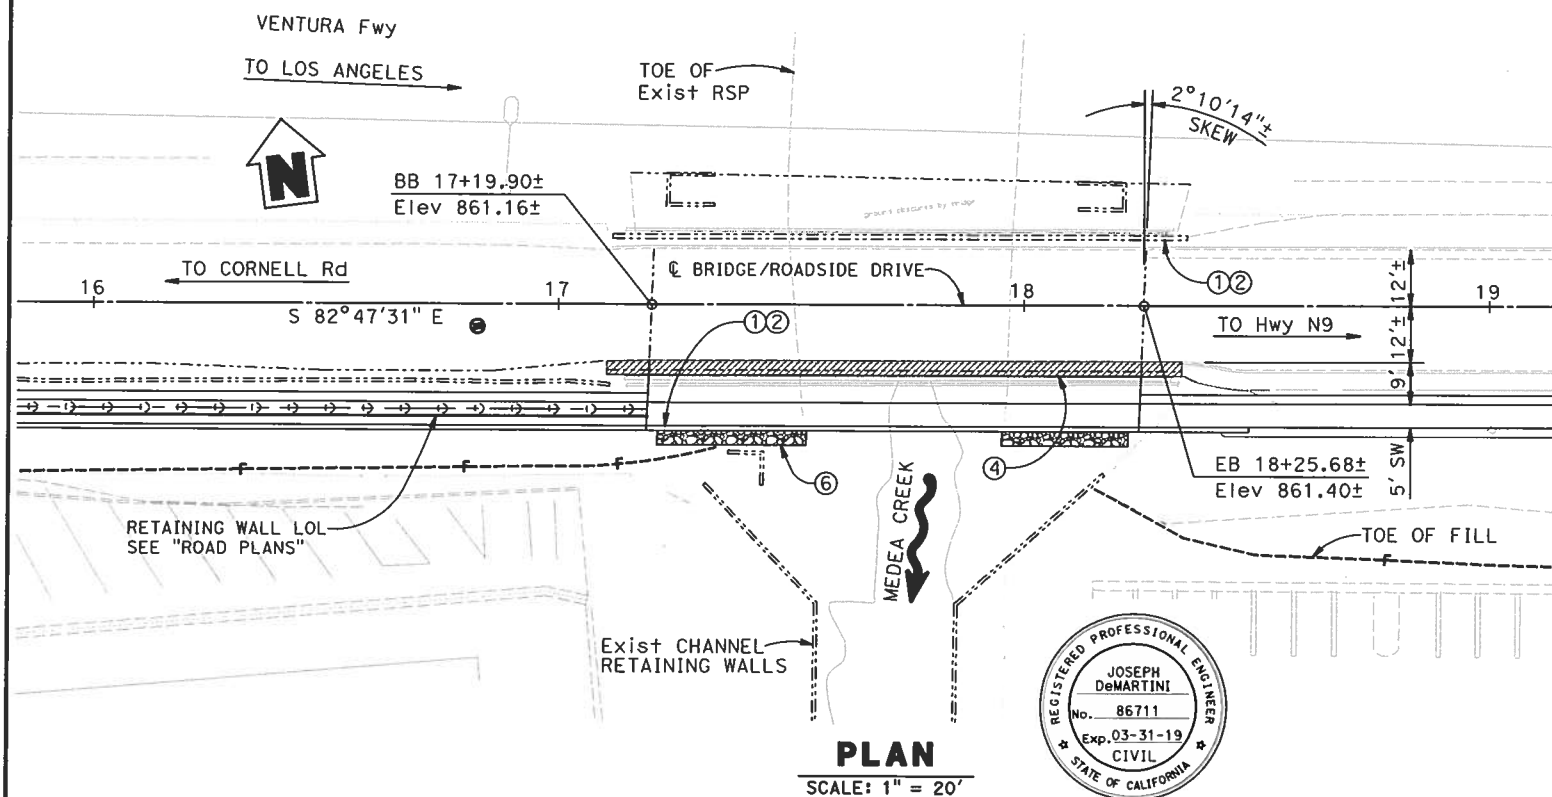 VENTURA Fwy
TO LOS ANGELES
N
TOE OF
Exist RSP
2°10'14"±
SKEW
BB 17+19.90±
Elev 861.16±
ground obscured by bridge
TO CORNELL Rd
℄ BRIDGE/ROADSIDE DRIVE
①②
16
17
18
19
S 82°47'31" E
①②
TO Hwy N9
12'±
12'±
9'
5' SW
④
⑥
EB 18+25.68±
Elev 861.40±
F
F
F
RETAINING WALL LOL
SEE "ROAD PLANS"
MEDEA CREEK
TOE OF FILL
F
Exist CHANNEL
RETAINING WALLS
REGISTERED PROFESSIONAL ENGINEER
JOSEPH
DeMARTINI
No. 86711
Exp. 03-31-19
CIVIL
STATE OF CALIFORNIA
PLAN
SCALE: 1" = 20'